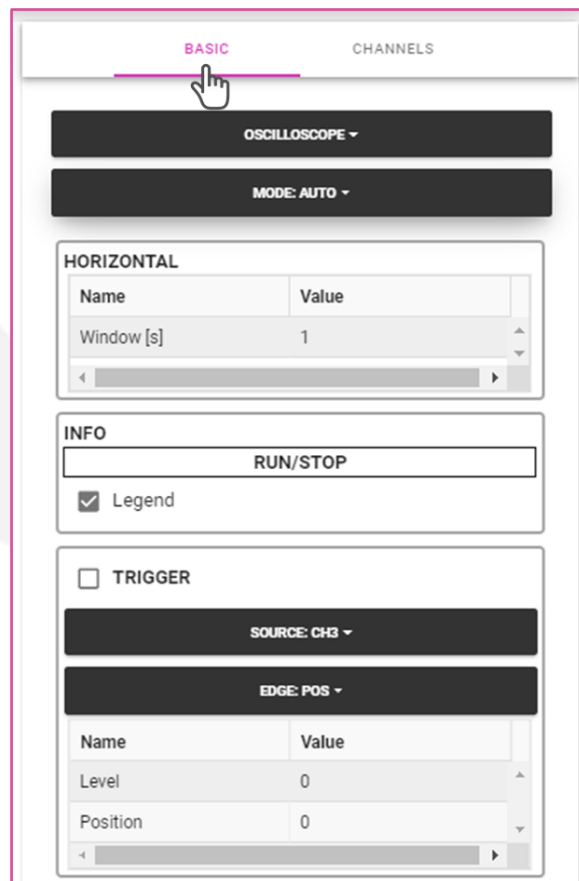 BASIC CHANNELS
OSCILLOSCOPE
MODE: AUTO
HORIZONTAL
Name Value
Window [s] 1
INFO
RUN/STOP
Legend
TRIGGER
SOURCE: CH3
EDGE: POS
Name Value
Level 0
Position 0